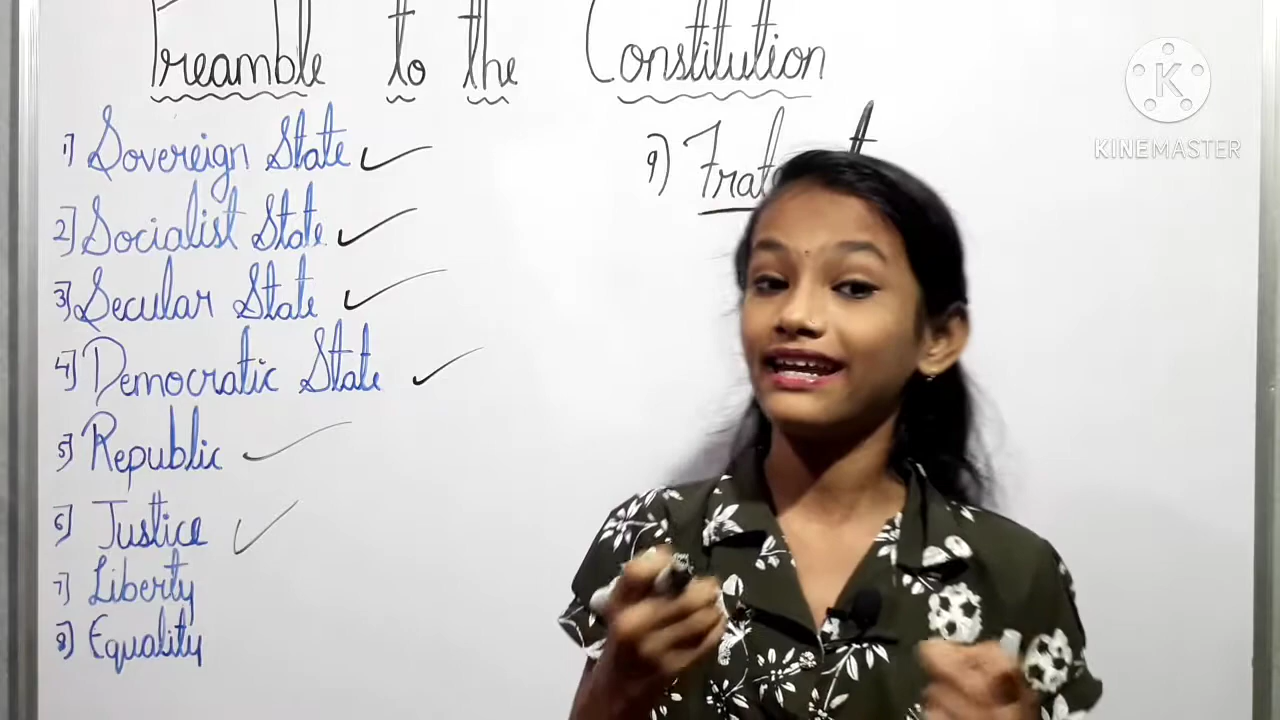 Preamble to the Constitution
1) Sovereign State
2] Socialist State
3] Secular State
4] Democratic State
5] Republic
6] Justice
7) Liberty
8) Equality
9)
K
KINEMASTER